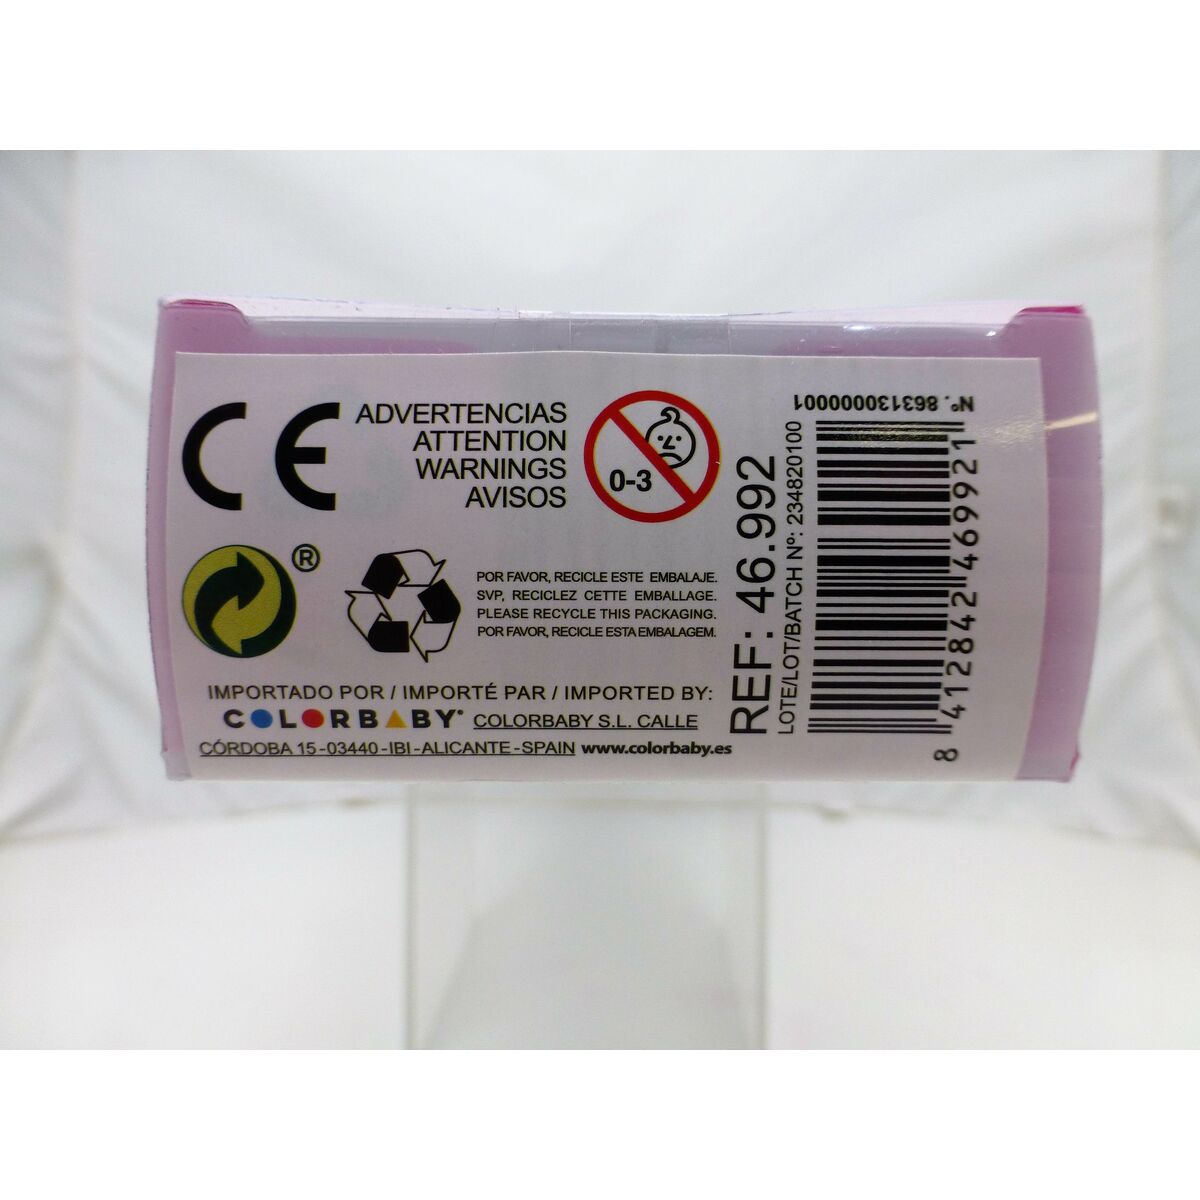 CE
ADVERTENCIAS
ATTENTION
WARNINGS
AVISOS
0-3
®
POR FAVOR, RECICLE ESTE EMBALAJE.
SVP, RECICLEZ CETTE EMBALLAGE.
PLEASE RECYCLE THIS PACKAGING.
POR FAVOR, RECICLE ESTA EMBALAGEM.
IMPORTADO POR / IMPORTÉ PAR / IMPORTED BY:
COLORBABY® COLORBABY S.L. CALLE
CÓRDOBA 15 -03440 - IBI - ALICANTE - SPAIN www.colorbaby.es
REF: 46.992
LOTE/LOT/BATCH Nº: 234820100
8 412842 469921
Nº. 8631300000001